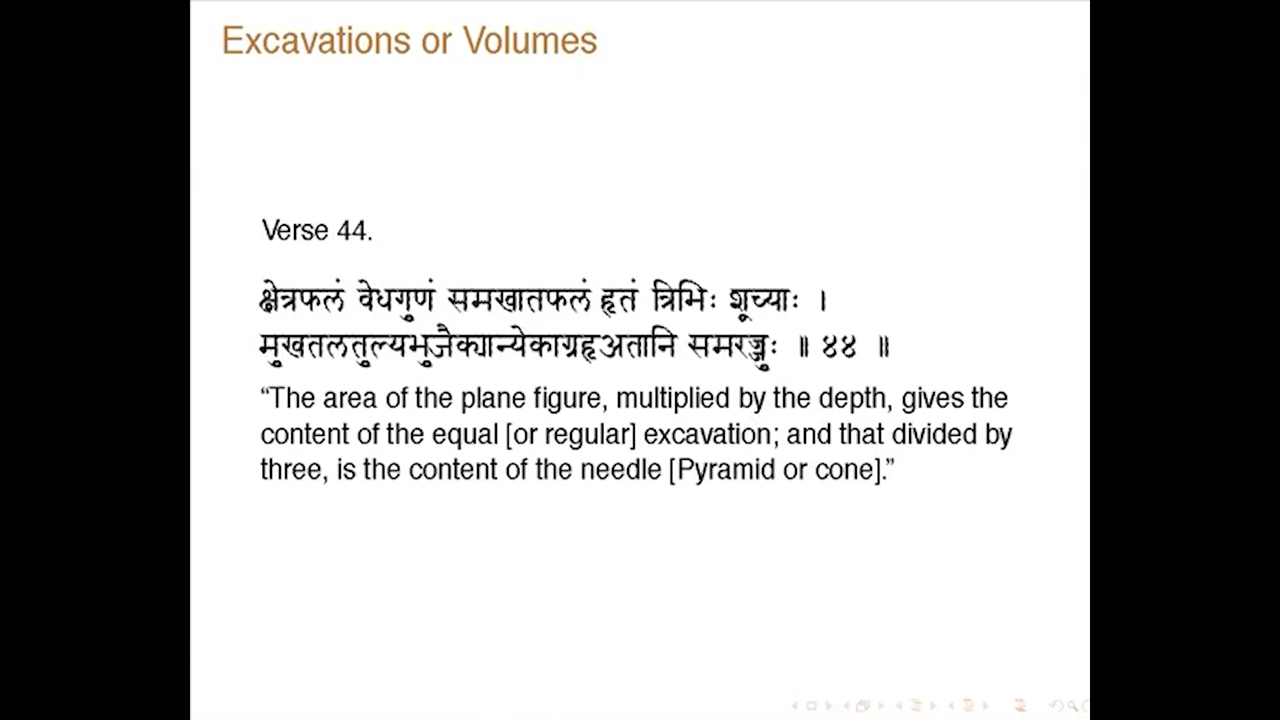 Excavations or Volumes
Verse 44.
क्षेत्रफलं वेधगुणं समखातफलं हृतं त्रिभिः शूच्याः ।
मुखतलतुल्यभुजैक्यान्येकाग्रहृअतानि समरज्जुः ॥ ४४ ॥
“The area of the plane figure, multiplied by the depth, gives the
content of the equal [or regular] excavation; and that divided by
three, is the content of the needle [Pyramid or cone].”